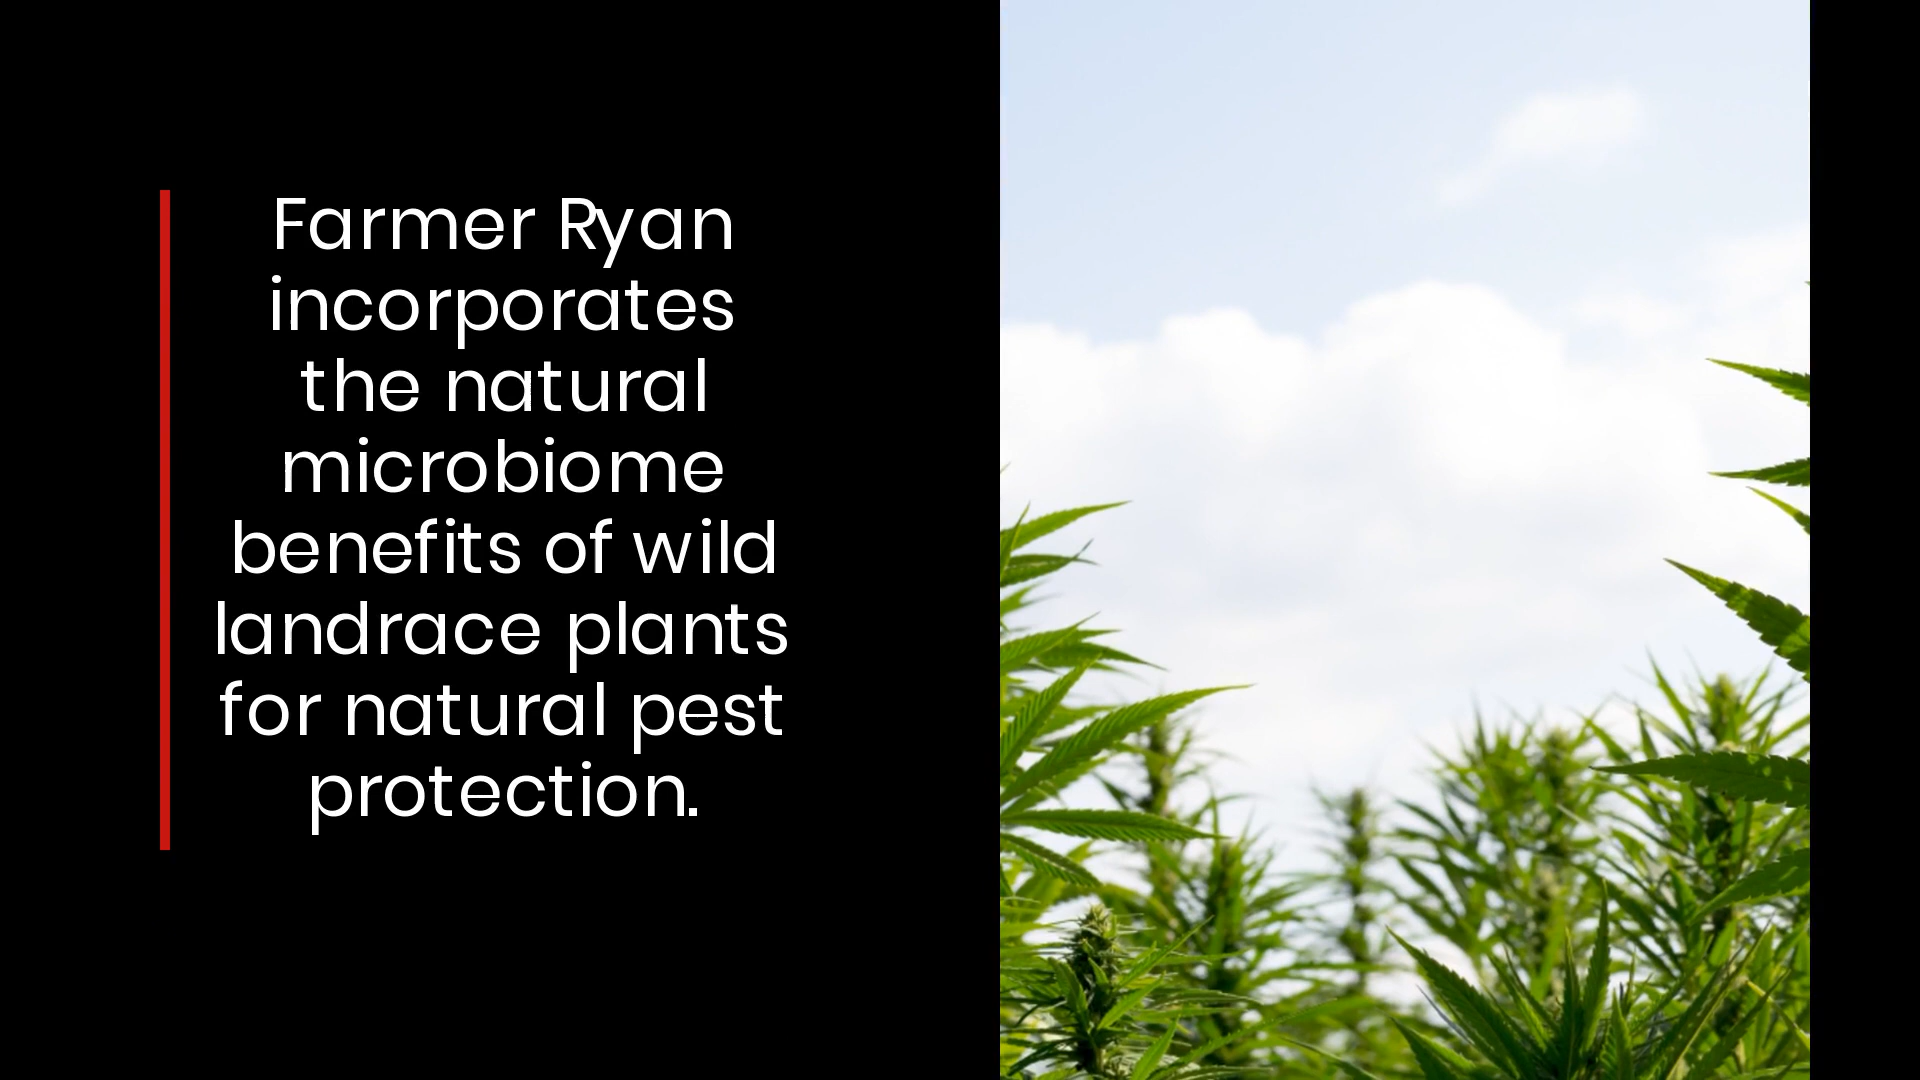 Farmer Ryan
incorporates
the natural
microbiome
benefits of wild
landrace plants
for natural pest
protection.